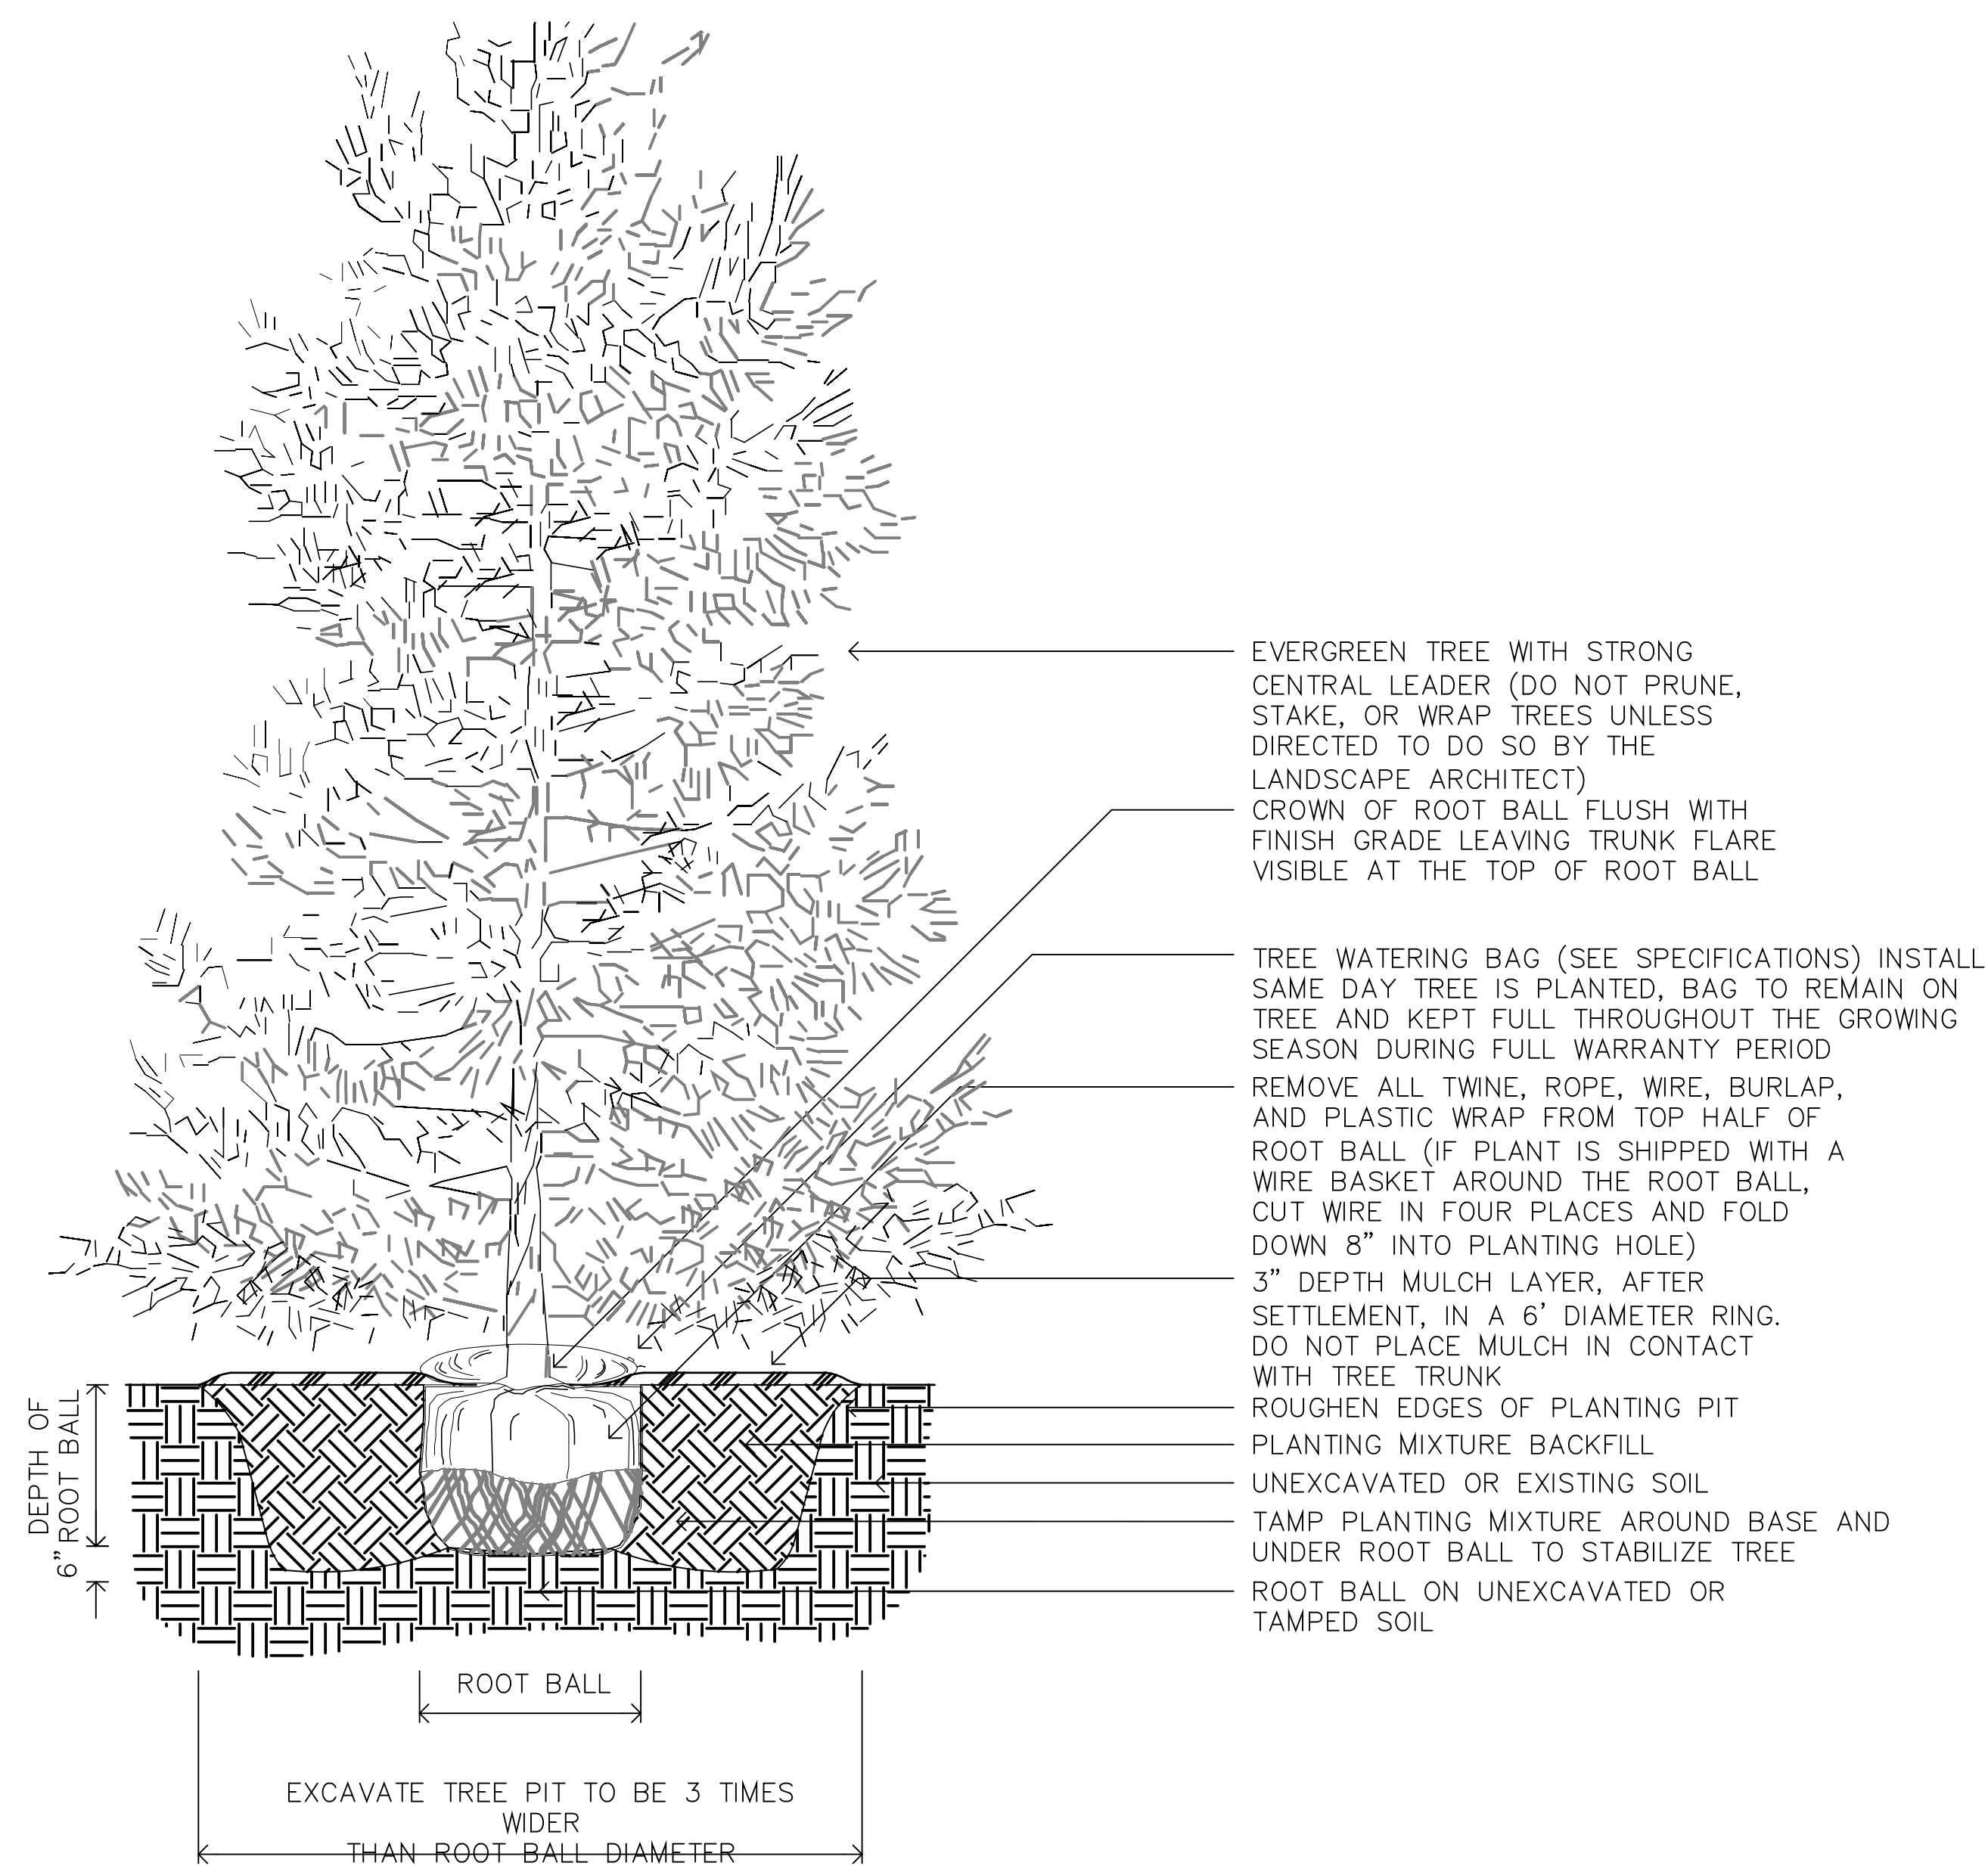 EVERGREEN TREE WITH STRONG
CENTRAL LEADER (DO NOT PRUNE,
STAKE, OR WRAP TREES UNLESS
DIRECTED TO DO SO BY THE
LANDSCAPE ARCHITECT)
CROWN OF ROOT BALL FLUSH WITH
FINISH GRADE LEAVING TRUNK FLARE
VISIBLE AT THE TOP OF ROOT BALL
TREE WATERING BAG (SEE SPECIFICATIONS) INSTALL
SAME DAY TREE IS PLANTED, BAG TO REMAIN ON
TREE AND KEPT FULL THROUGHOUT THE GROWING
SEASON DURING FULL WARRANTY PERIOD
REMOVE ALL TWINE, ROPE, WIRE, BURLAP,
AND PLASTIC WRAP FROM TOP HALF OF
ROOT BALL (IF PLANT IS SHIPPED WITH A
WIRE BASKET AROUND THE ROOT BALL,
CUT WIRE IN FOUR PLACES AND FOLD
DOWN 8" INTO PLANTING HOLE)
3" DEPTH MULCH LAYER, AFTER
SETTLEMENT, IN A 6' DIAMETER RING.
DO NOT PLACE MULCH IN CONTACT
WITH TREE TRUNK
ROUGHEN EDGES OF PLANTING PIT
PLANTING MIXTURE BACKFILL
UNEXCAVATED OR EXISTING SOIL
TAMP PLANTING MIXTURE AROUND BASE AND
UNDER ROOT BALL TO STABILIZE TREE
ROOT BALL ON UNEXCAVATED OR
TAMPED SOIL
DEPTH OF
ROOT BALL
6"
ROOT BALL
EXCAVATE TREE PIT TO BE 3 TIMES
WIDER
THAN ROOT BALL DIAMETER